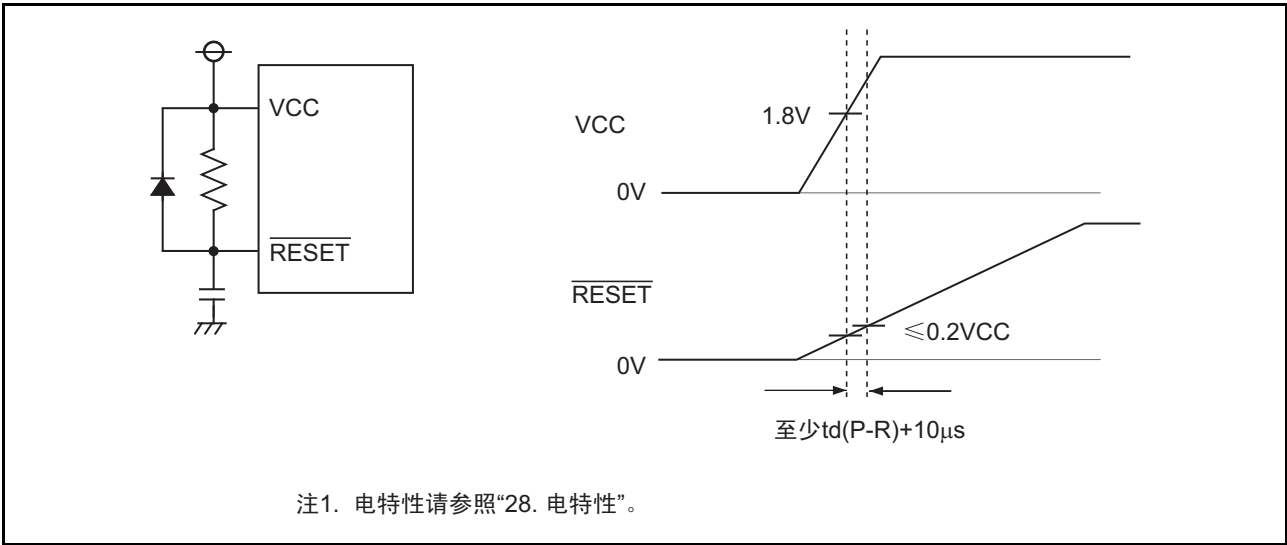 VCC
RESET
VCC
1.8V
0V
RESET
≤0.2VCC
0V
至少td(P-R)+10μs
注1. 电特性请参照“28. 电特性”。